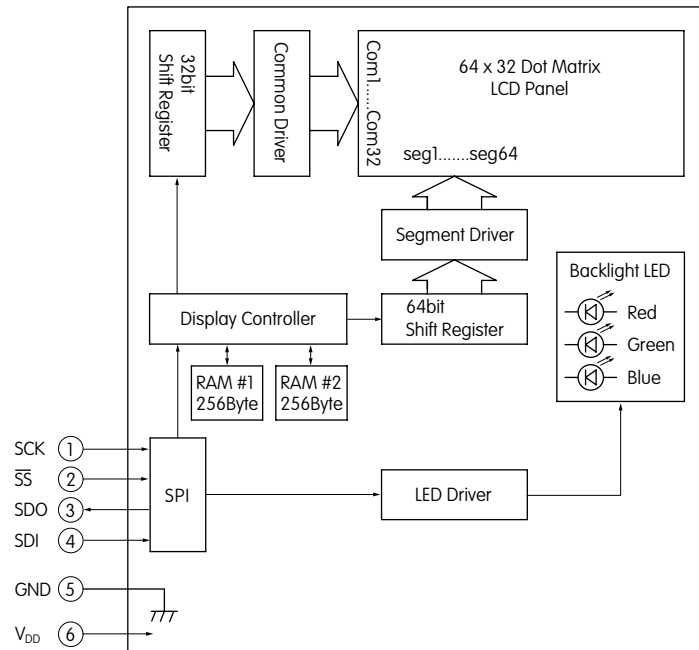 32bit
Shift Register
Common Driver
Com1......Com32
64 x 32 Dot Matrix
LCD Panel
seg1.......seg64
Segment Driver
Backlight LED
Red
Green
Blue
Display Controller
64bit
Shift Register
RAM #1
256Byte
RAM #2
256Byte
SCK 1
S̅S̅ 2
SDO 3
SDI 4
SPI
LED Driver
GND 5
VDD 6